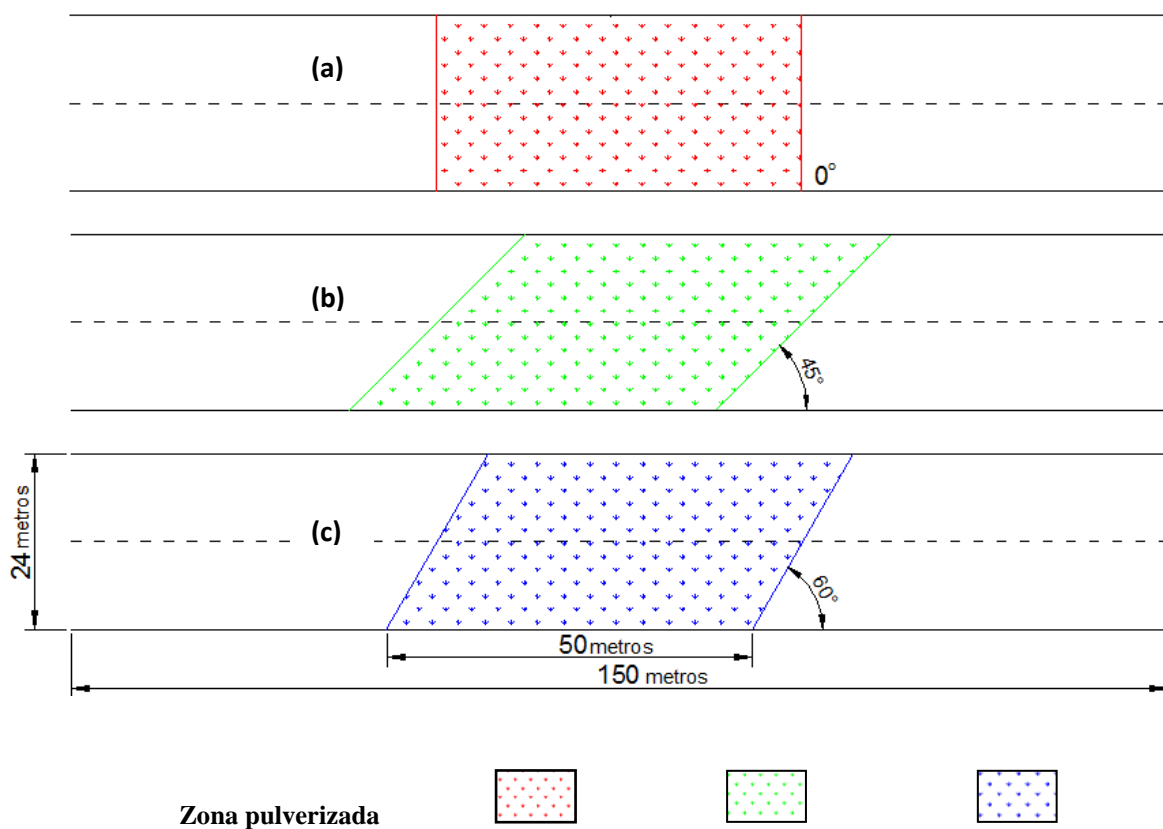 (a)
0°
(b)
45°
(c)
24 metros
60°
50 metros
150 metros
Zona pulverizada